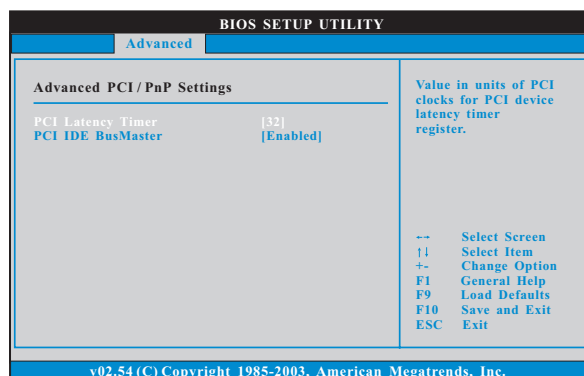 BIOS SETUP UTILITY
Advanced
Advanced PCI / PnP Settings
PCI Latency Timer [32]
PCI IDE BusMaster [Enabled]
Value in units of PCI
clocks for PCI device
latency timer
register.
←→ Select Screen
↑↓ Select Item
+- Change Option
F1 General Help
F9 Load Defaults
F10 Save and Exit
ESC Exit
v02.54 (C) Copyright 1985-2003, American Megatrends, Inc.